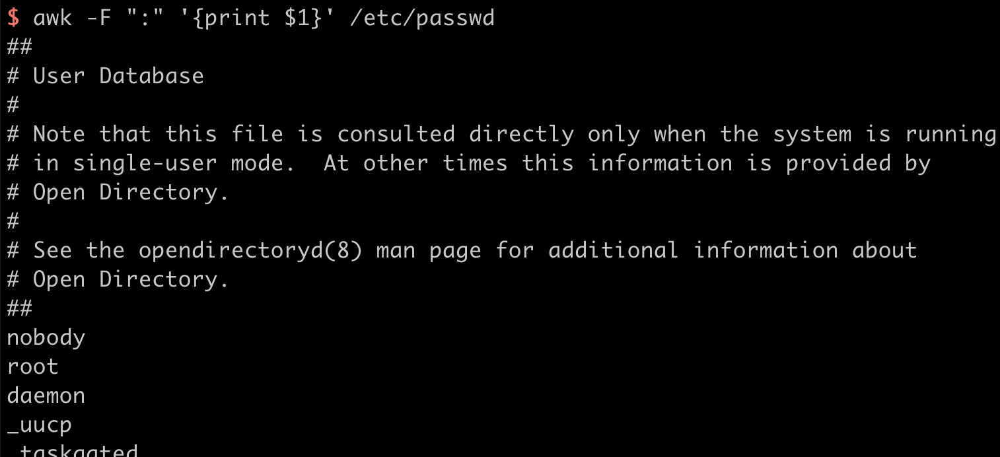 $ awk -F ":" '{print $1}' /etc/passwd
##
# User Database
#
# Note that this file is consulted directly only when the system is running
# in single-user mode.  At other times this information is provided by
# Open Directory.
#
# See the opendirectoryd(8) man page for additional information about
# Open Directory.
##
nobody
root
daemon
_uucp
_taskgated